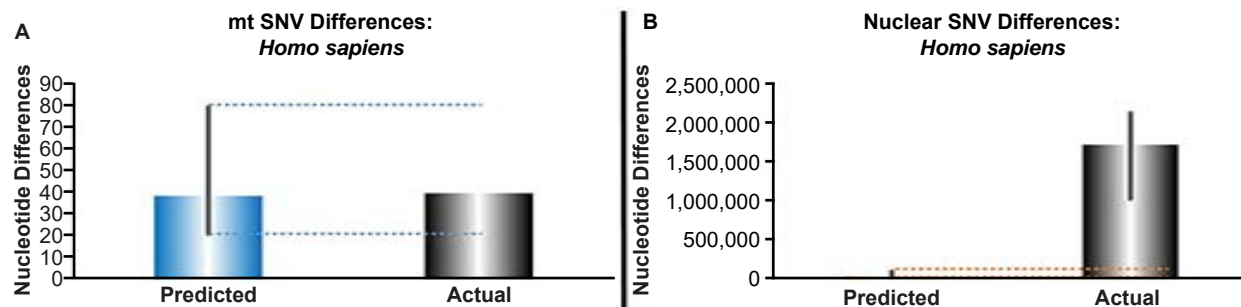 A
mt SNV Differences:
Homo sapiens
Nucleotide Differences
90
80
70
60
50
40
30
20
10
0
Predicted
Actual
B
Nuclear SNV Differences:
Homo sapiens
Nucleotide Differences
2,500,000
2,000,000
1,500,000
1,000,000
500,000
0
Predicted
Actual